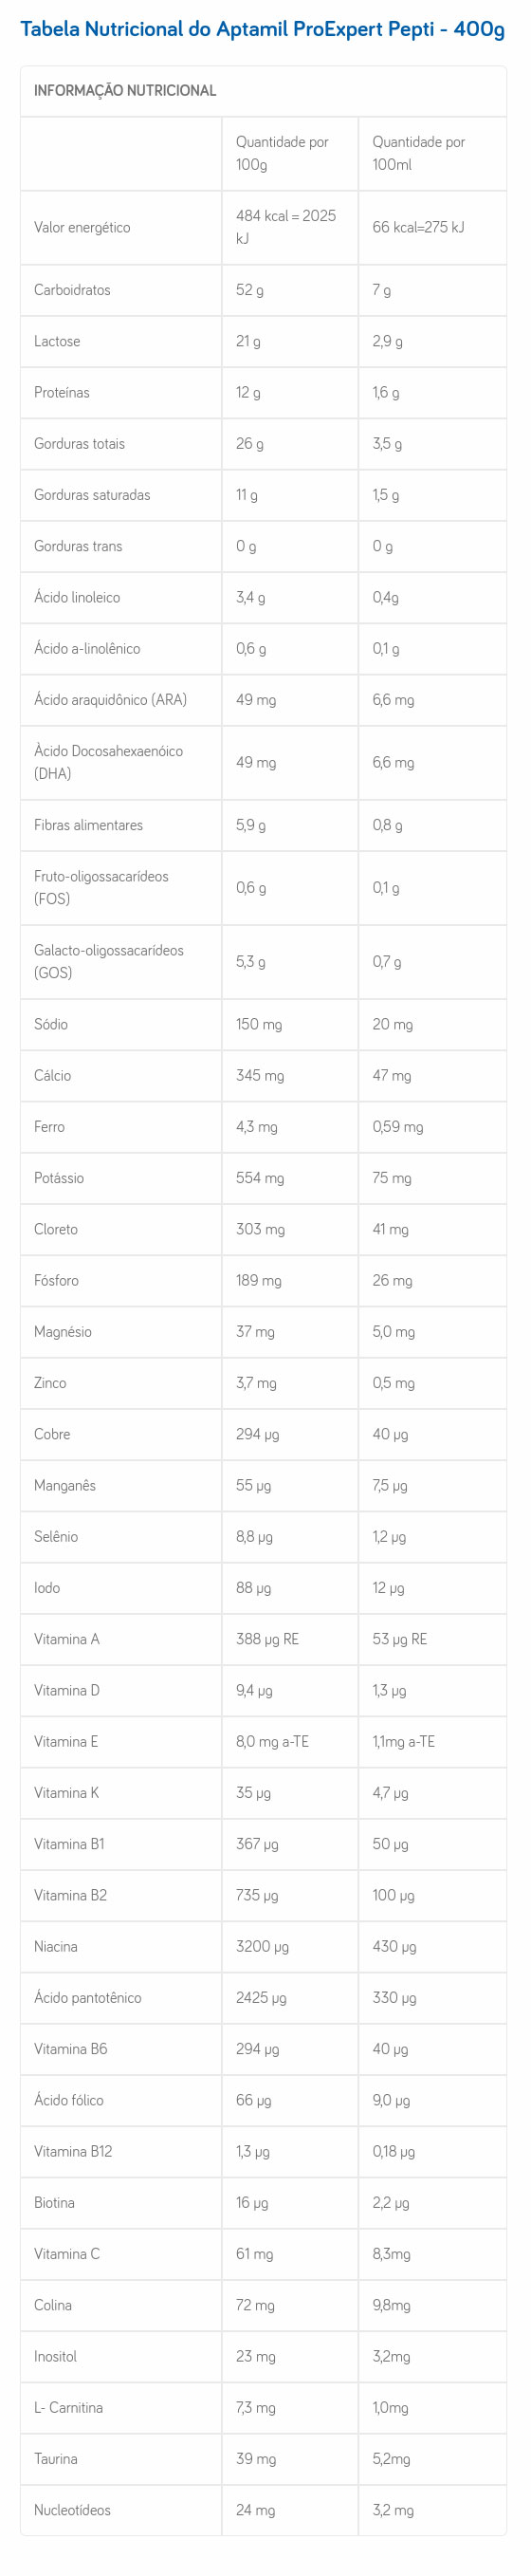 Tabela Nutricional do Aptamil ProExpert Pepti - 400g
INFORMAÇÃO NUTRICIONAL
Quantidade por 100g Quantidade por 100ml
Valor energético 484 kcal = 2025 kJ 66 kcal=275 kJ
Carboidratos 52 g 7 g
Lactose 21 g 2,9 g
Proteínas 12 g 1,6 g
Gorduras totais 26 g 3,5 g
Gorduras saturadas 11 g 1,5 g
Gorduras trans 0 g 0 g
Ácido linoleico 3,4 g 0,4g
Ácido a-linolênico 0,6 g 0,1 g
Ácido araquidônico (ARA) 49 mg 6,6 mg
Àcido Docosahexaenóico (DHA) 49 mg 6,6 mg
Fibras alimentares 5,9 g 0,8 g
Fruto-oligossacarídeos (FOS) 0,6 g 0,1 g
Galacto-oligossacarídeos (GOS) 5,3 g 0,7 g
Sódio 150 mg 20 mg
Cálcio 345 mg 47 mg
Ferro 4,3 mg 0,59 mg
Potássio 554 mg 75 mg
Cloreto 303 mg 41 mg
Fósforo 189 mg 26 mg
Magnésio 37 mg 5,0 mg
Zinco 3,7 mg 0,5 mg
Cobre 294 µg 40 µg
Manganês 55 µg 7,5 µg
Selênio 8,8 µg 1,2 µg
Iodo 88 µg 12 µg
Vitamina A 388 µg RE 53 µg RE
Vitamina D 9,4 µg 1,3 µg
Vitamina E 8,0 mg a-TE 1,1mg a-TE
Vitamina K 35 µg 4,7 µg
Vitamina B1 367 µg 50 µg
Vitamina B2 735 µg 100 µg
Niacina 3200 µg 430 µg
Ácido pantotênico 2425 µg 330 µg
Vitamina B6 294 µg 40 µg
Ácido fólico 66 µg 9,0 µg
Vitamina B12 1,3 µg 0,18 µg
Biotina 16 µg 2,2 µg
Vitamina C 61 mg 8,3mg
Colina 72 mg 9,8mg
Inositol 23 mg 3,2mg
L- Carnitina 7,3 mg 1,0mg
Taurina 39 mg 5,2mg
Nucleotídeos 24 mg 3,2 mg